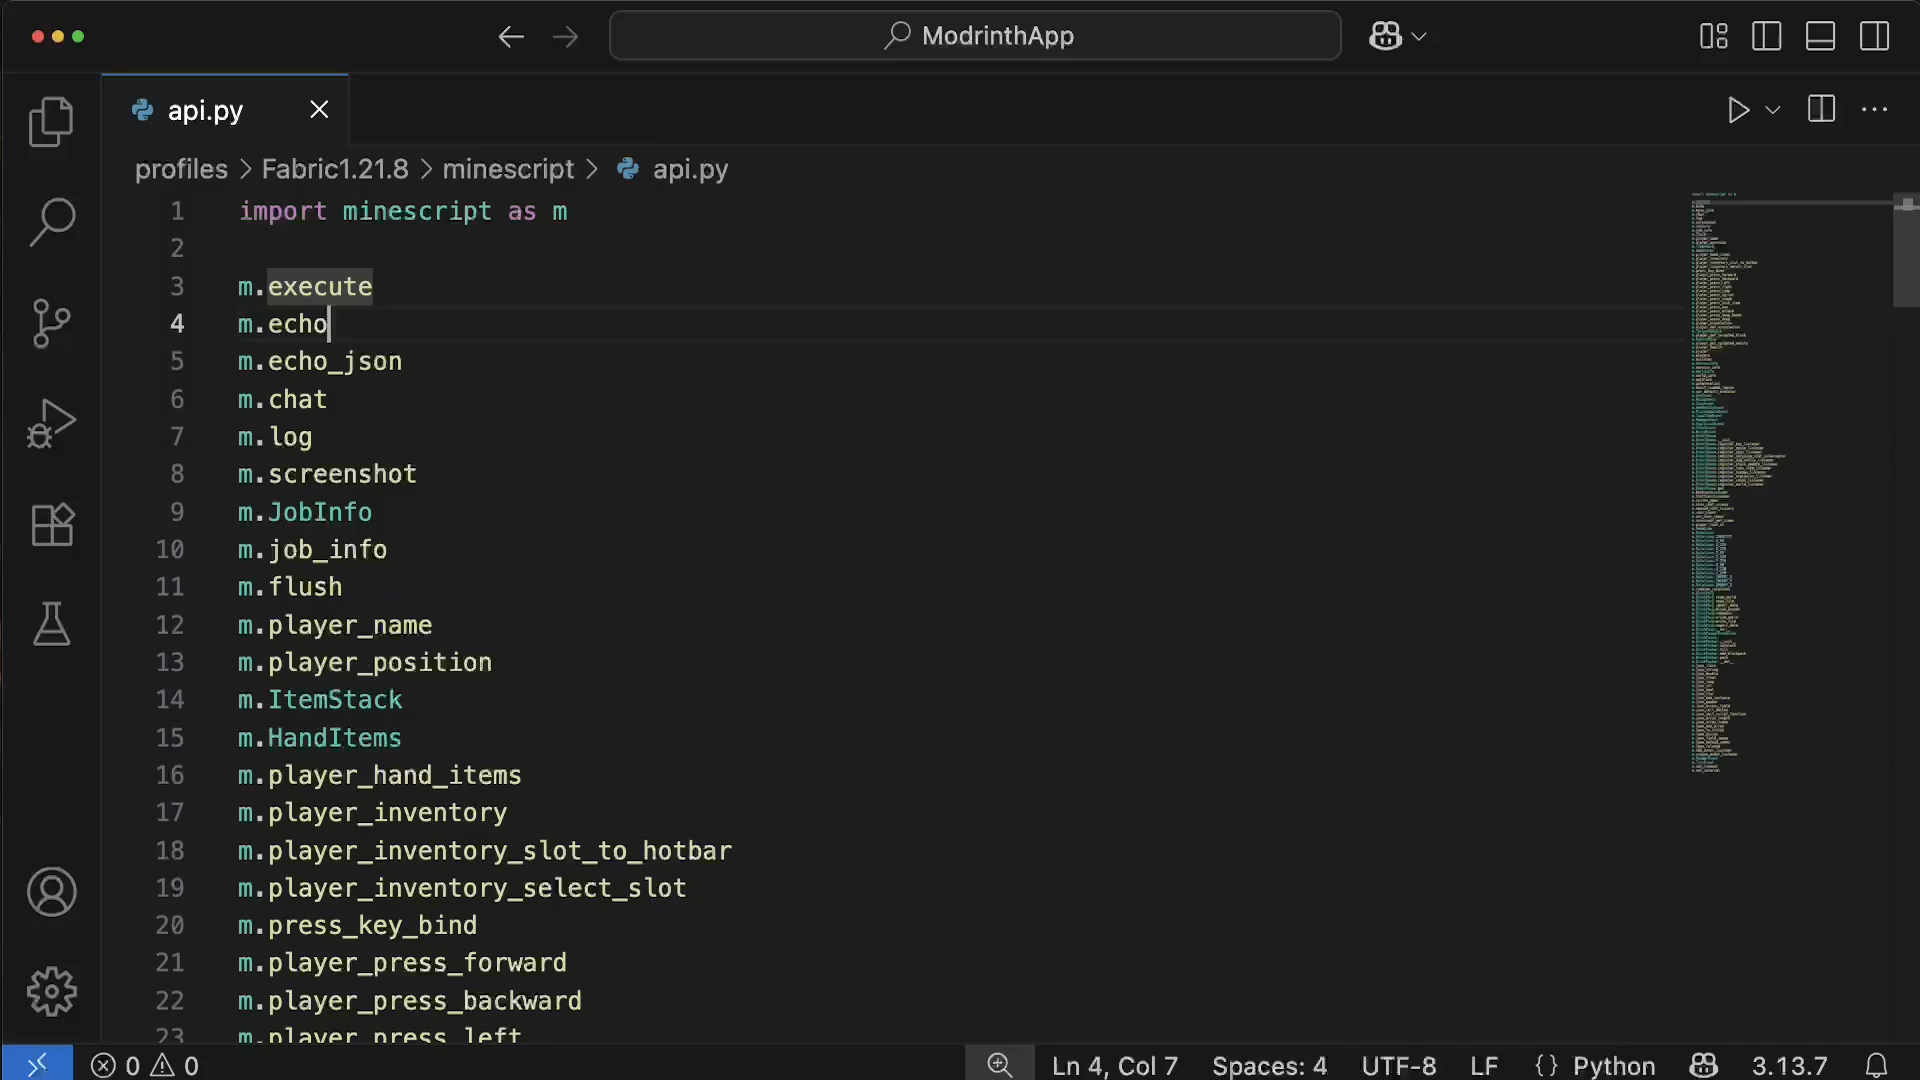 ModrinthApp
api.py
profiles > Fabric1.21.8 > minescript > api.py
1 import minescript as m
2
3 m.execute
4 m.echo
5 m.echo_json
6 m.chat
7 m.log
8 m.screenshot
9 m.JobInfo
10 m.job_info
11 m.flush
12 m.player_name
13 m.player_position
14 m.ItemStack
15 m.HandItems
16 m.player_hand_items
17 m.player_inventory
18 m.player_inventory_slot_to_hotbar
19 m.player_inventory_select_slot
20 m.press_key_bind
21 m.player_press_forward
22 m.player_press_backward
23 m.player_press_left
0 0 Ln 4, Col 7 Spaces: 4 UTF-8 LF {} Python 3.13.7